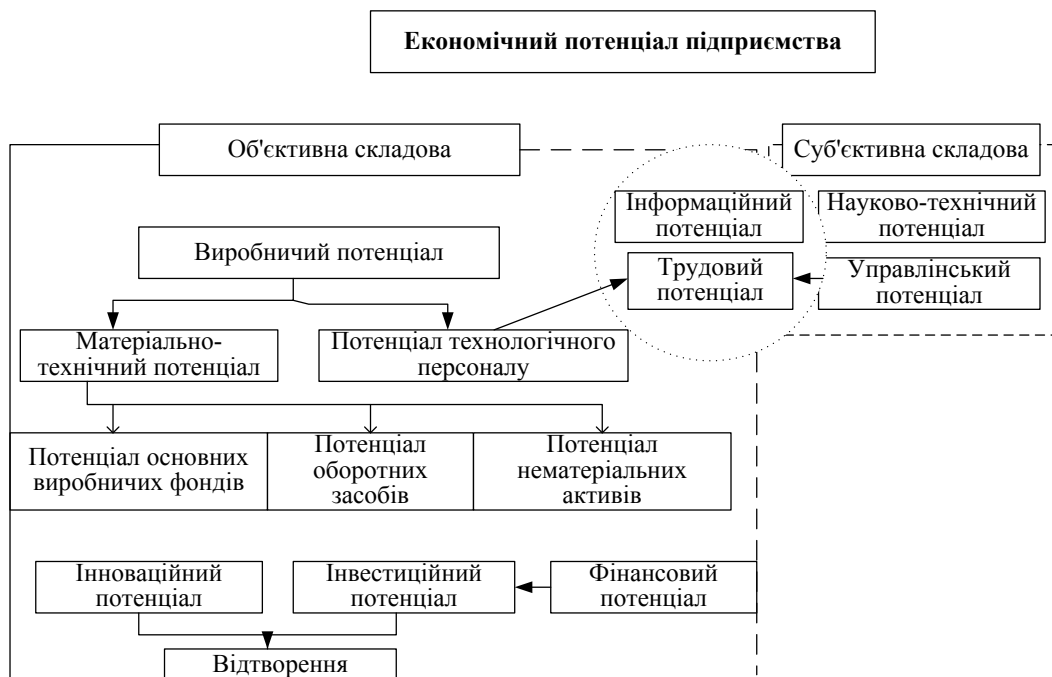 Економічний потенціал підприємства
Об'єктивна складова
Суб'єктивна складова
Інформаційний
потенціал
Науково-технічний
потенціал
Виробничий потенціал
Трудовий
потенціал
Управлінський
потенціал
Матеріально-
технічний потенціал
Потенціал технологічного
персоналу
Потенціал основних
виробничих фондів
Потенціал
оборотних
засобів
Потенціал
нематеріальних
активів
Інноваційний
потенціал
Інвестиційний
потенціал
Фінансовий
потенціал
Відтворення